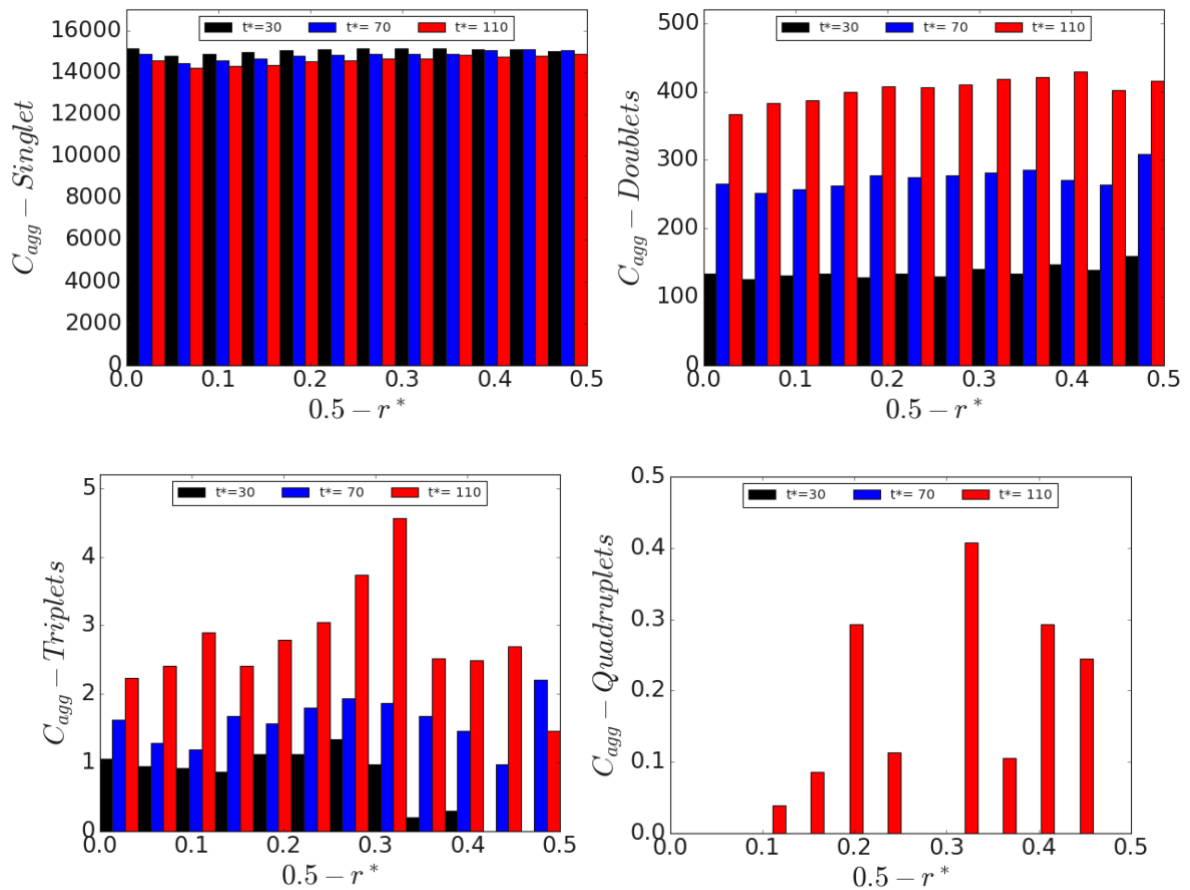 t*=30 t*= 70 t*= 110
16000
14000
12000
10000
8000
6000
4000
2000
0
C_agg − Singlet
0.0 0.1 0.2 0.3 0.4 0.5
0.5 − r*
t*=30 t*= 70 t*= 110
500
400
300
200
100
0
C_agg − Doublets
0.0 0.1 0.2 0.3 0.4 0.5
0.5 − r*
t*=30 t*= 70 t*= 110
5
4
3
2
1
0
C_agg − Triplets
0.0 0.1 0.2 0.3 0.4 0.5
0.5 − r*
t*=30 t*= 70 t*= 110
0.5
0.4
0.3
0.2
0.1
0.0
C_agg − Quadruplets
0.1 0.2 0.3 0.4 0.5
0.5 − r*